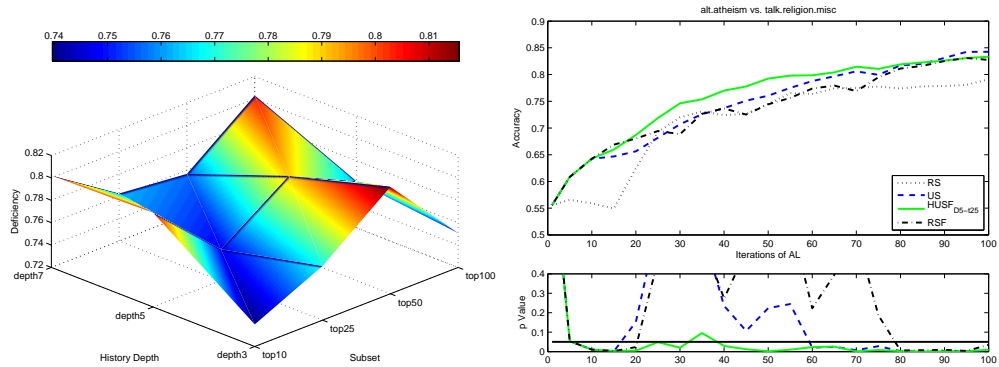 0.74 0.75 0.76 0.77 0.78 0.79 0.8 0.81
0.82
0.8
0.78
0.76
0.74
0.72
Deficiency
depth7
depth5
depth3
History Depth
top10
top25
top50
top100
Subset
alt.atheism vs. talk.religion.misc
0.9
0.85
0.8
0.75
0.7
0.65
0.6
0.55
0.5
Accuracy
RS
US
HUSF D5-t25
RSF
0 10 20 30 40 50 60 70 80 90 100
Iterations of AL
0.4
0.3
0.2
0.1
0
p Value
0 10 20 30 40 50 60 70 80 90 100